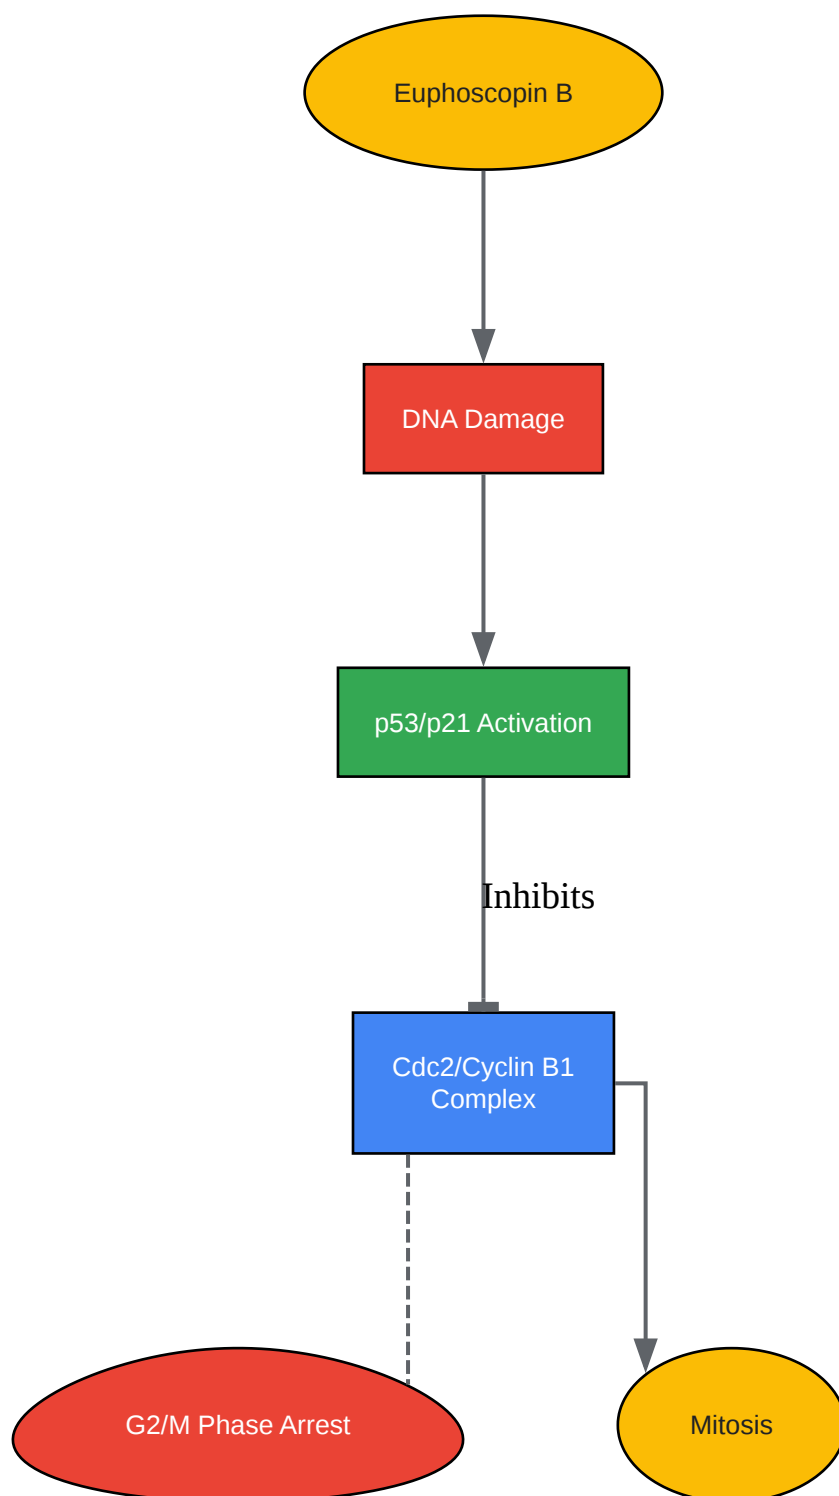 Euphoscopin B
DNA Damage
p53/p21 Activation
Inhibits
Cdc2/Cyclin B1
Complex
G2/M Phase Arrest
Mitosis